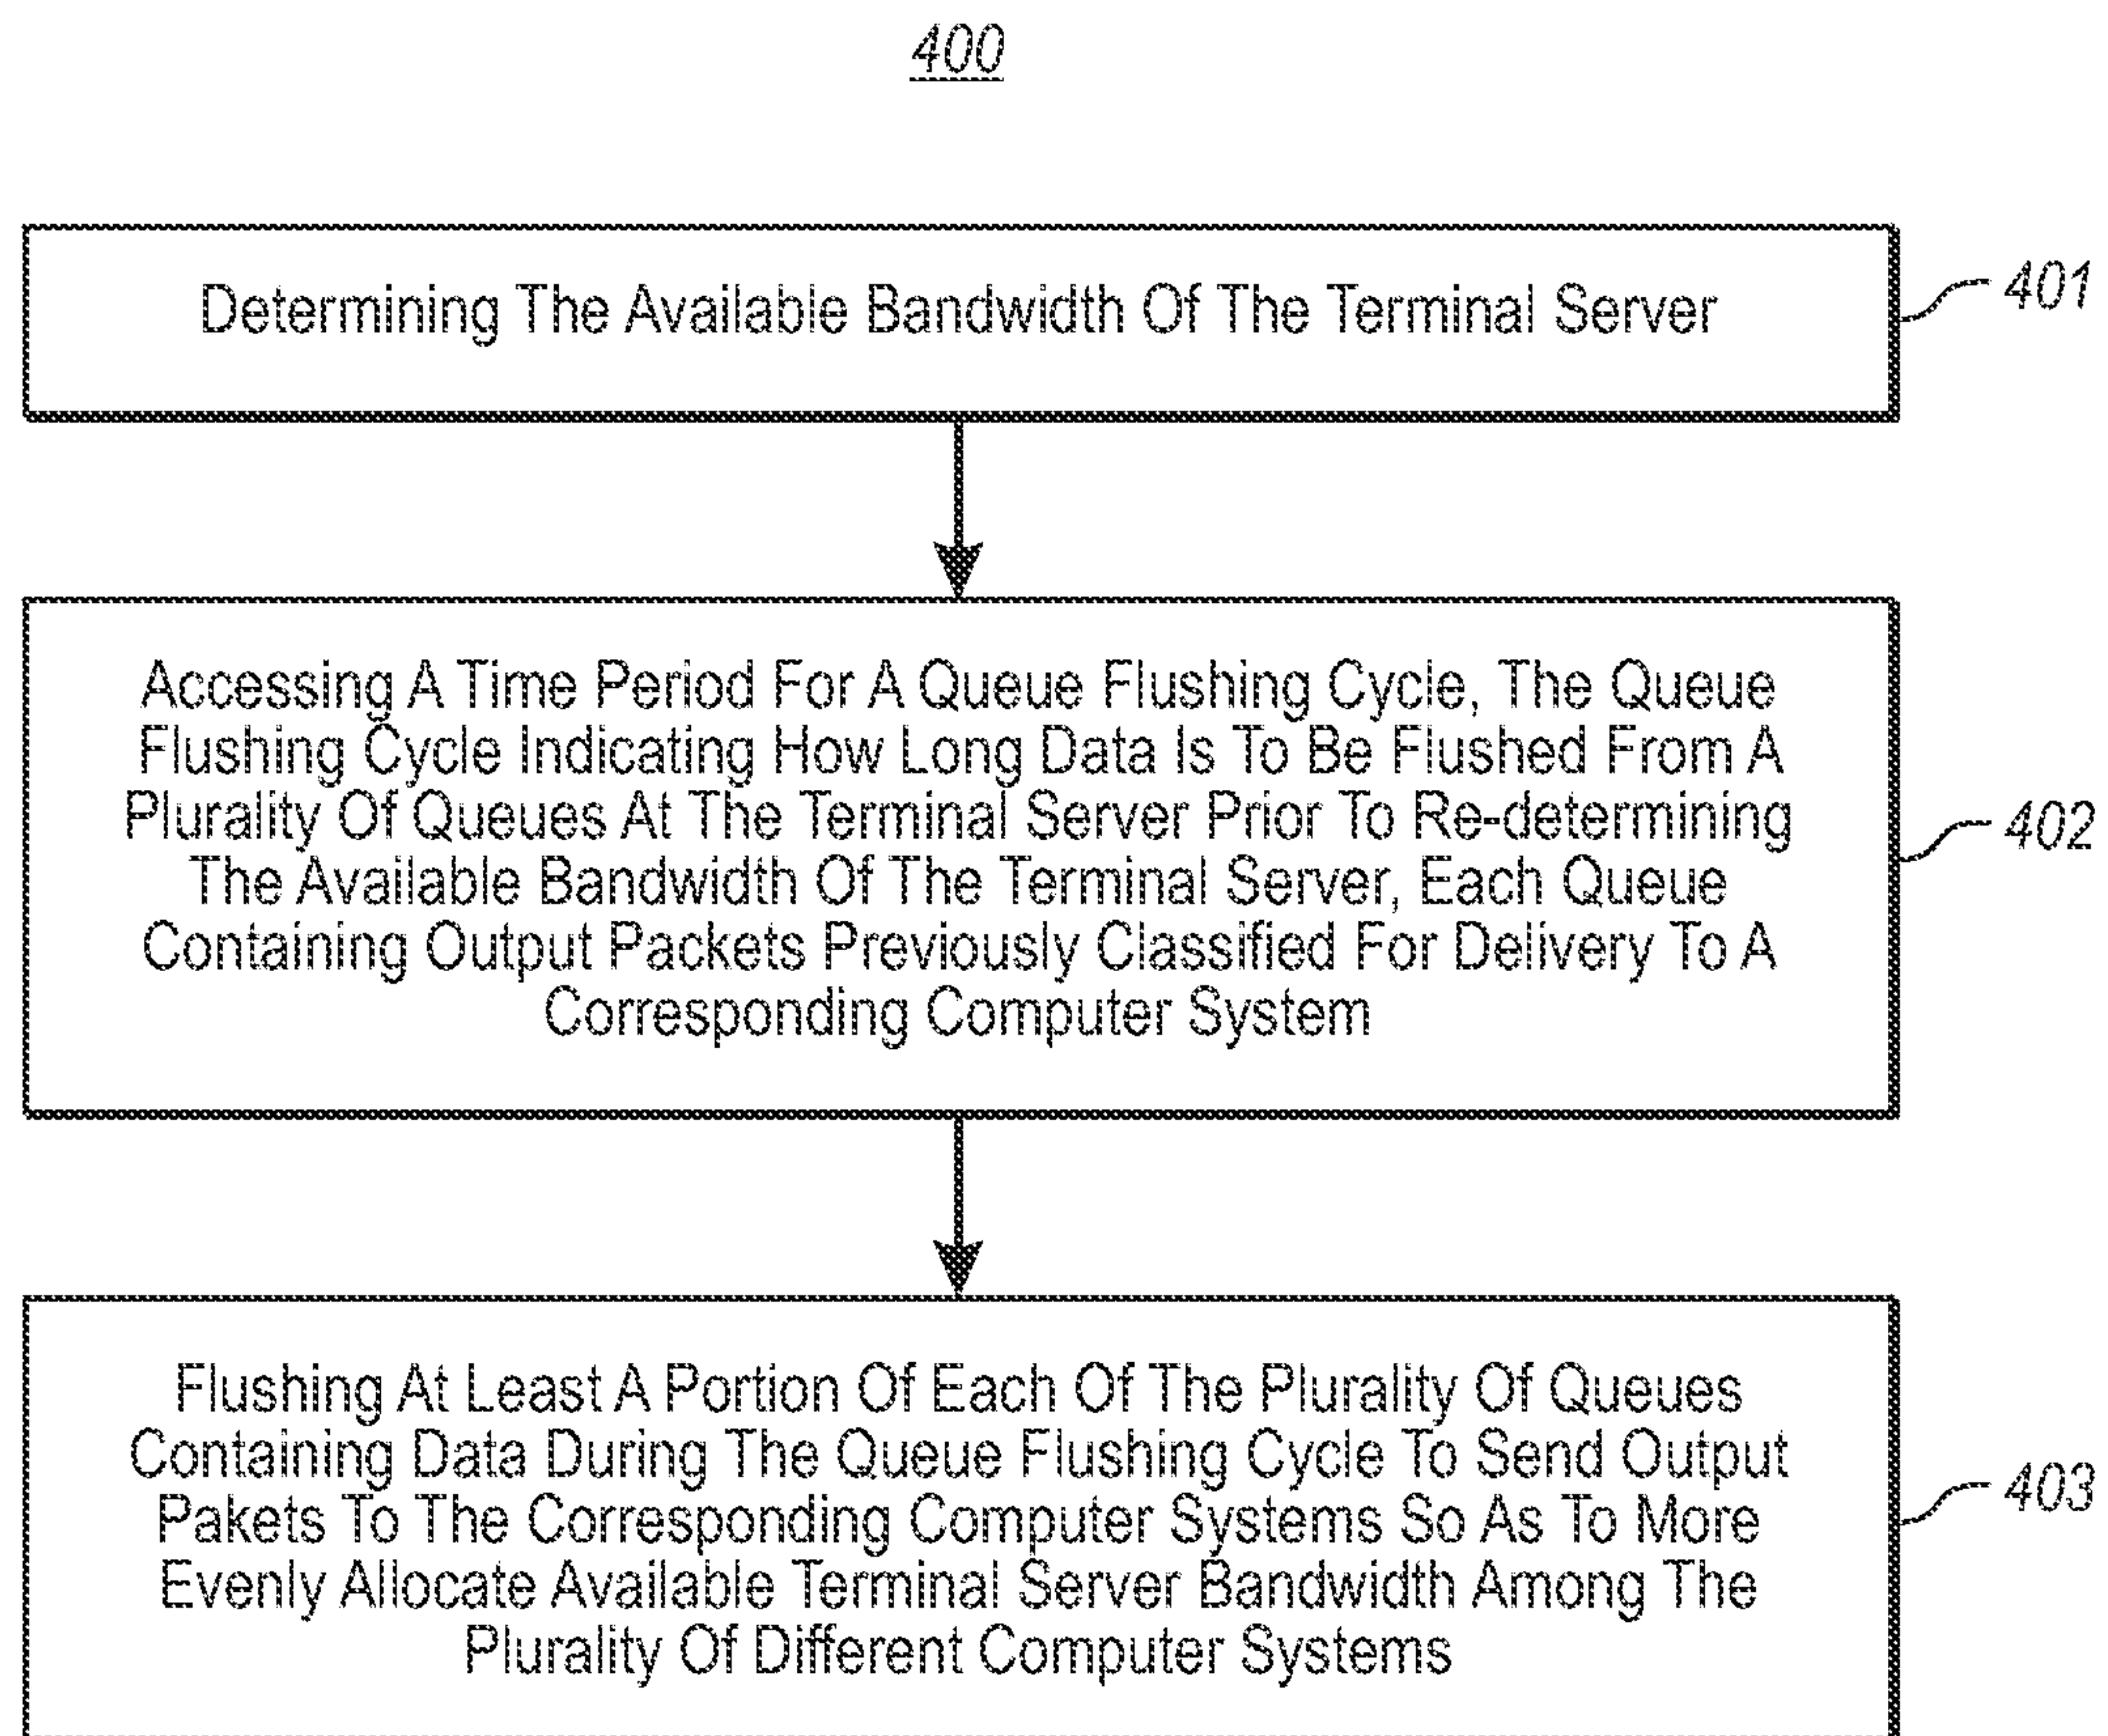 400
Determining The Available Bandwidth Of The Terminal Server
401
Accessing A Time Period For A Queue Flushing Cycle, The Queue
Flushing Cycle Indicating How Long Data Is To Be Flushed From A
Plurality Of Queues At The Terminal Server Prior To Re-determining
The Available Bandwidth Of The Terminal Server, Each Queue
Containing Output Packets Previously Classified For Delivery To A
Corresponding Computer System
402
Flushing At Least A Portion Of Each Of The Plurality Of Queues
Containing Data During The Queue Flushing Cycle To Send Output
Pakets To The Corresponding Computer Systems So As To More
Evenly Allocate Available Terminal Server Bandwidth Among The
Plurality Of Different Computer Systems
403